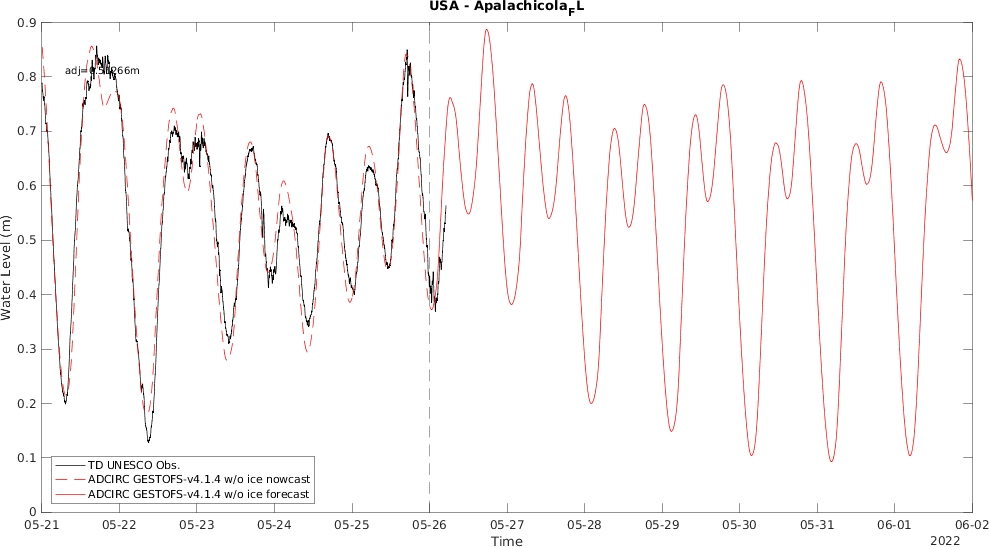 USA - ApalachicolaFL
0.9
0.8
0.7
0.6
0.5
0.4
0.3
0.2
0.1
0
Water Level (m)
TD UNESCO Obs.
ADCIRC GESTOFS-v4.1.4 w/o ice nowcast
ADCIRC GESTOFS-v4.1.4 w/o ice forecast
05-21 05-22 05-23 05-24 05-25 05-26 05-27 05-28 05-29 05-30 05-31 06-01 06-02
Time
2022